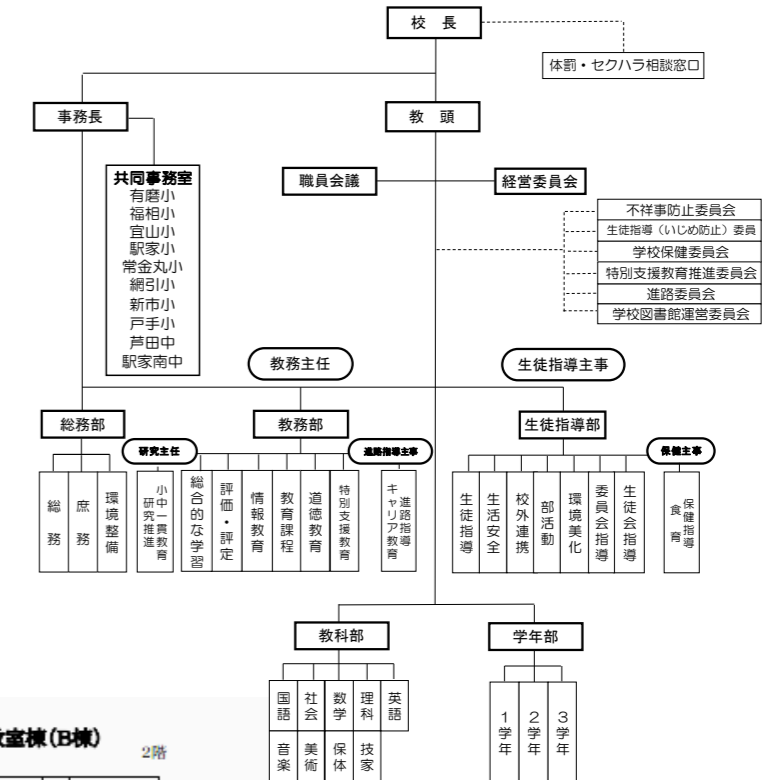 校　長
体罰・セクハラ相談窓口
事務長
教　頭
共同事務室
有磨小
福相小
宜山小
駅家小
常金丸小
網引小
新市小
戸手小
芦田中
駅家南中
職員会議
経営委員会
不祥事防止委員会
生徒指導（いじめ防止）委員
学校保健委員会
特別支援教育推進委員会
進路委員会
学校図書館運営委員会
教務主任
生徒指導主事
総務部
研究主任
教務部
進路指導主事
生徒指導部
保健主事
総務
庶務
環境整備
小中一貫教育
研究推進
総合的な学習
評価・評定
情報教育
教育課程
道徳教育
特別支援教育
進路指導
キャリア教育
生徒指導
生活安全
校外連携
部活動
環境美化
委員会指導
生徒会指導
保健指導
食育
教科部
学年部
国語
社会
数学
理科
英語
音楽
美術
保体
技家
1学年
2学年
3学年
室棟(B棟)
2階